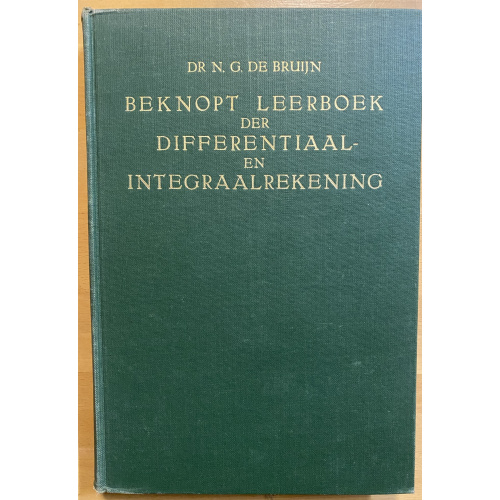 DR N. G. DE BRUIJN
BEKNOPT LEERBOEK
DER
DIFFERENTIAAL-
EN
INTEGRAALREKENING